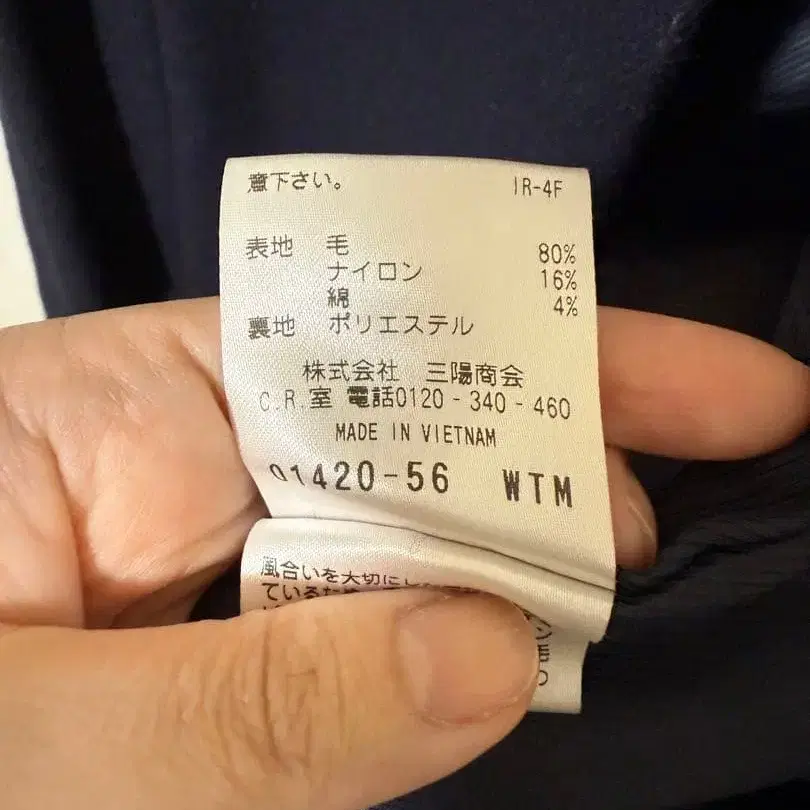 意下さい。 IR-4F
表地 毛 80%
ナイロン 16%
綿 4%
裏地 ポリエステル
株式会社 三陽商会
C.R.室 電話0120-340-460
MADE IN VIETNAM
01420-56 WTM
風合いを大切にし
ているため